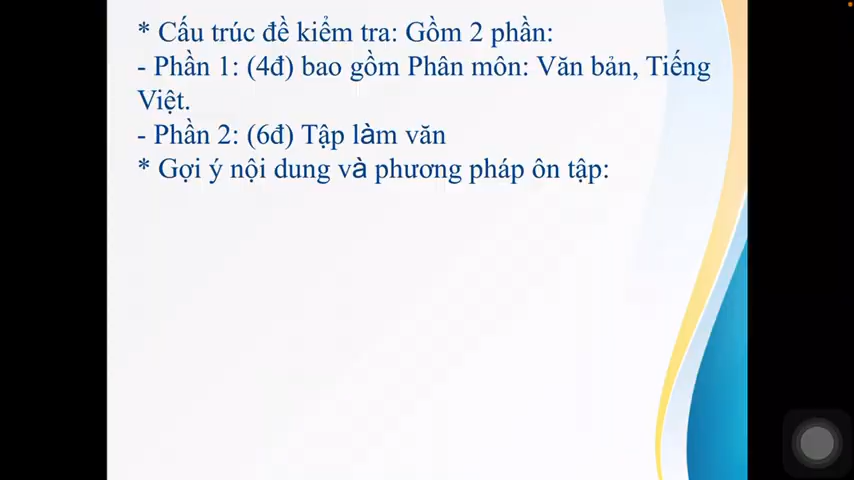 * Cấu trúc đề kiểm tra: Gồm 2 phần:
- Phần 1: (4đ) bao gồm Phân môn: Văn bản, Tiếng
Việt.
- Phần 2: (6đ) Tập làm văn
* Gợi ý nội dung và phương pháp ôn tập: